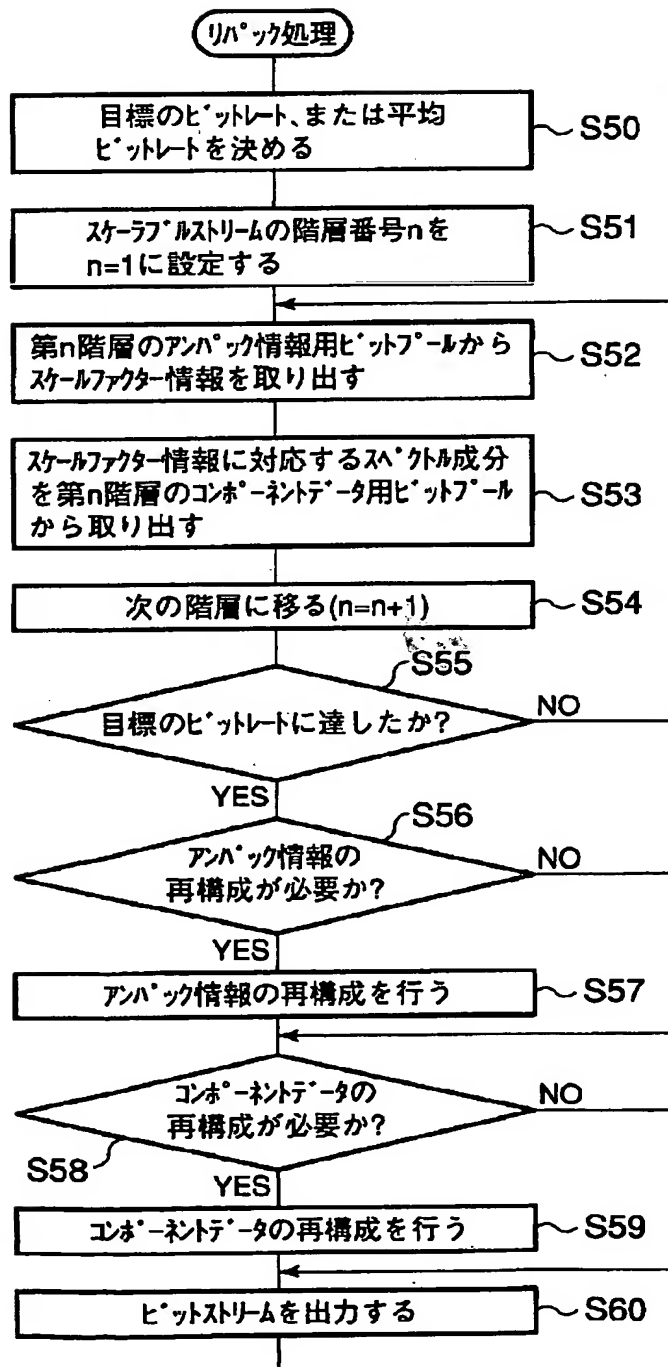 リパック処理
目標のビットレート、または平均
ビットレートを決める
S50
スケーラブルストリームの階層番号nを
n=1に設定する
S51
第n階層のアンパック情報用ビットプールから
スケールファクター情報を取り出す
S52
スケールファクター情報に対応するスペクトル成分
を第n階層のコンポーネントデータ用ビットプール
から取り出す
S53
次の階層に移る(n=n+1)
S54
S55
目標のビットレートに達したか?
NO
YES
S56
アンパック情報の
再構成が必要か?
NO
YES
アンパック情報の再構成を行う
S57
コンポーネントデータの
再構成が必要か?
NO
S58
YES
コンポーネントデータの再構成を行う
S59
ビットストリームを出力する
S60